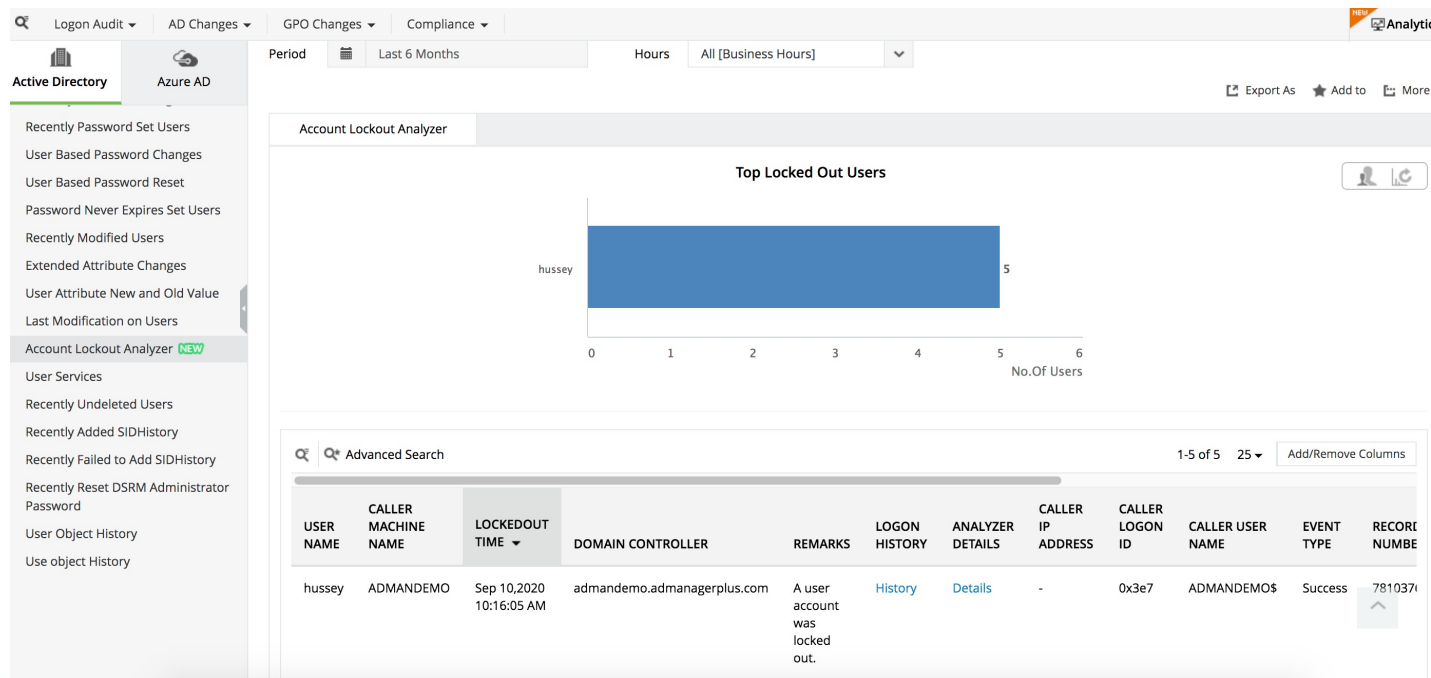 Logon Audit AD Changes GPO Changes Compliance NEW
Active Directory Azure AD
Period Last 6 Months Hours All [Business Hours]
Export As Add to More
Recently Password Set Users
User Based Password Changes
User Based Password Reset
Password Never Expires Set Users
Recently Modified Users
Extended Attribute Changes
User Attribute New and Old Value
Last Modification on Users
Account Lockout Analyzer NEW
User Services
Recently Undeleted Users
Recently Added SIDHistory
Recently Failed to Add SIDHistory
Recently Reset DSRM Administrator
Password
User Object History
Use object History
Account Lockout Analyzer
Top Locked Out Users
hussey 5
0 1 2 3 4 5 6
No.Of Users
Advanced Search 1-5 of 5 25 Add/Remove Columns
USER
NAME
CALLER
MACHINE
NAME
LOCKEDOUT
TIME
DOMAIN CONTROLLER
REMARKS
LOGON
HISTORY
ANALYZER
DETAILS
CALLER
IP
ADDRESS
CALLER
LOGON
ID
CALLER USER
NAME
EVENT
TYPE
hussey ADMANDEMO Sep 10,2020 admandemo.admanagerplus.com A user History Details - 0x3e7 ADMANDEMO$ Success
10:16:05 AM account
was
locked
out.